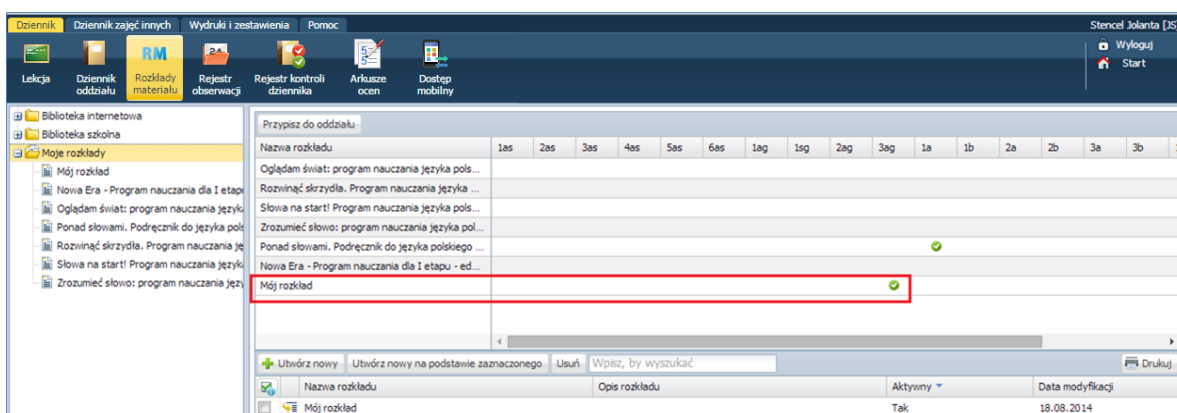 Dziennik Dziennik zajęć innych Wydruki i zestawienia Pomoc Stencel Jolanta [JS
Wyloguj
Start
Lekcja Dziennik oddziału RM Rozkłady materiału Rejestr obserwacji Rejestr kontroli dziennika Arkusze ocen Dostęp mobilny
Biblioteka internetowa
Biblioteka szkolna
Moje rozkłady
Mój rozkład
Nowa Era - Program nauczania dla I etapu
Oglądam świat: program nauczania języka
Ponad słowami. Podręcznik do języka pols
Rozwinąć skrzydła. Program nauczania ję
Słowa na start! Program nauczania języka
Zrozumieć słowo: program nauczania języ
Przypisz do oddziału
Nazwa rozkładu 1as 2as 3as 4as 5as 6as 1ag 1sg 2ag 3ag 1a 1b 2a 2b 3a 3b
Oglądam świat: program nauczania języka pols...
Rozwinąć skrzydła. Program nauczania języka ...
Słowa na start! Program nauczania języka pols...
Zrozumieć słowo: program nauczania języka pol...
Ponad słowami. Podręcznik do języka polskiego ...
Nowa Era - Program nauczania dla I etapu - ed...
Mój rozkład
Utwórz nowy Utwórz nowy na podstawie zaznaczonego Usuń Wpisz, by wyszukać Drukuj
Nazwa rozkładu Opis rozkładu Aktywny Data modyfikacji
Mój rozkład Tak 18.08.2014